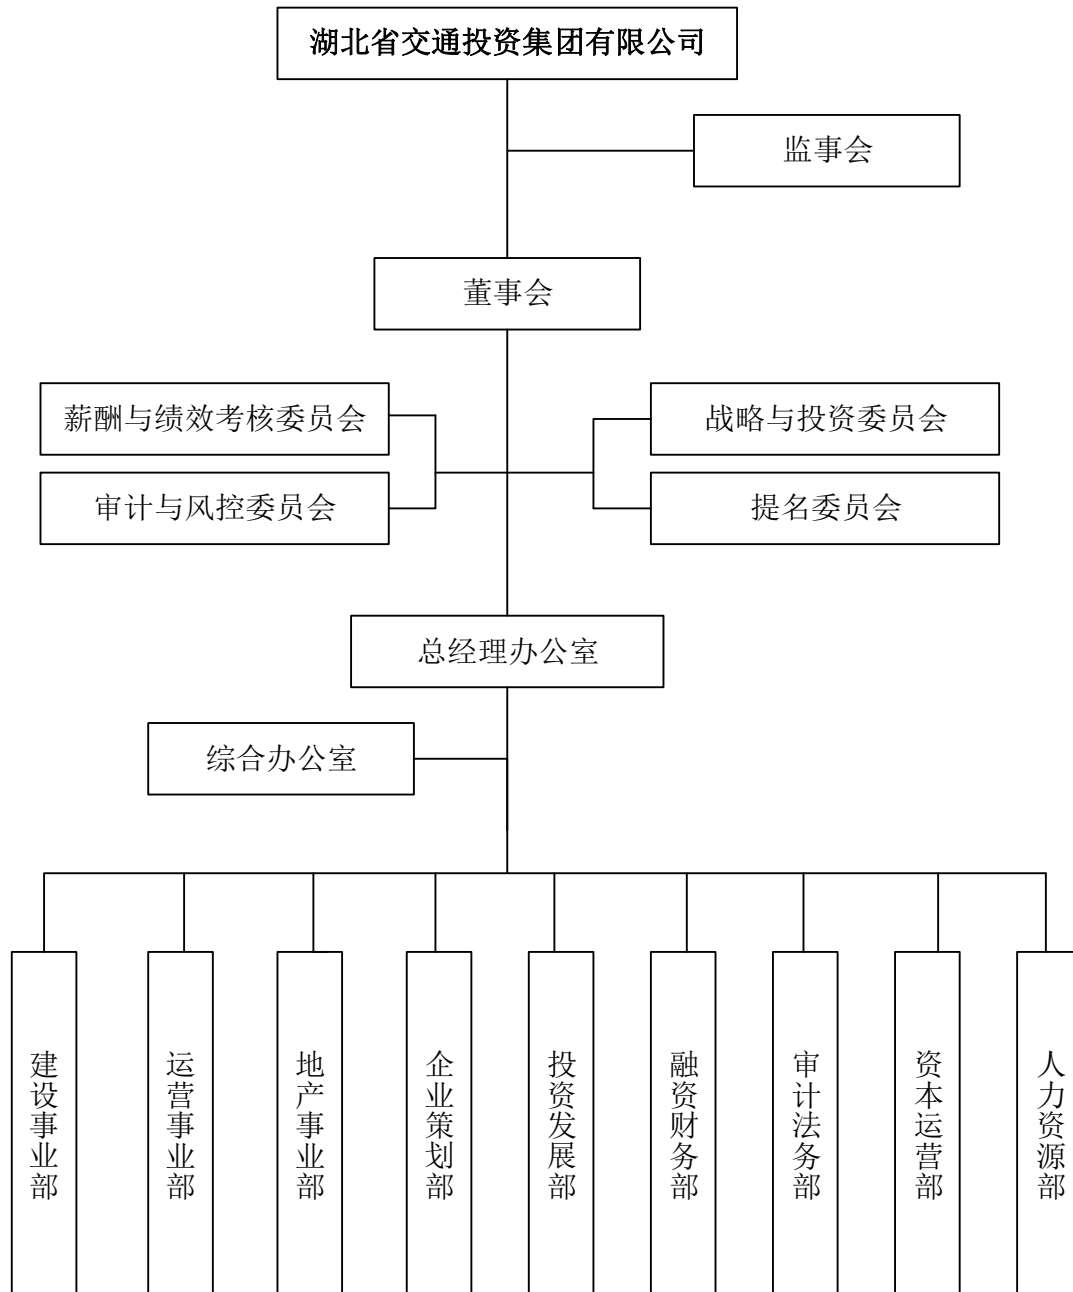 湖北省交通投资集团有限公司
监事会
董事会
薪酬与绩效考核委员会
战略与投资委员会
审计与风控委员会
提名委员会
总经理办公室
综合办公室
建设事业部
运营事业部
地产事业部
企业策划部
投资发展部
融资财务部
审计法务部
资本运营部
人力资源部